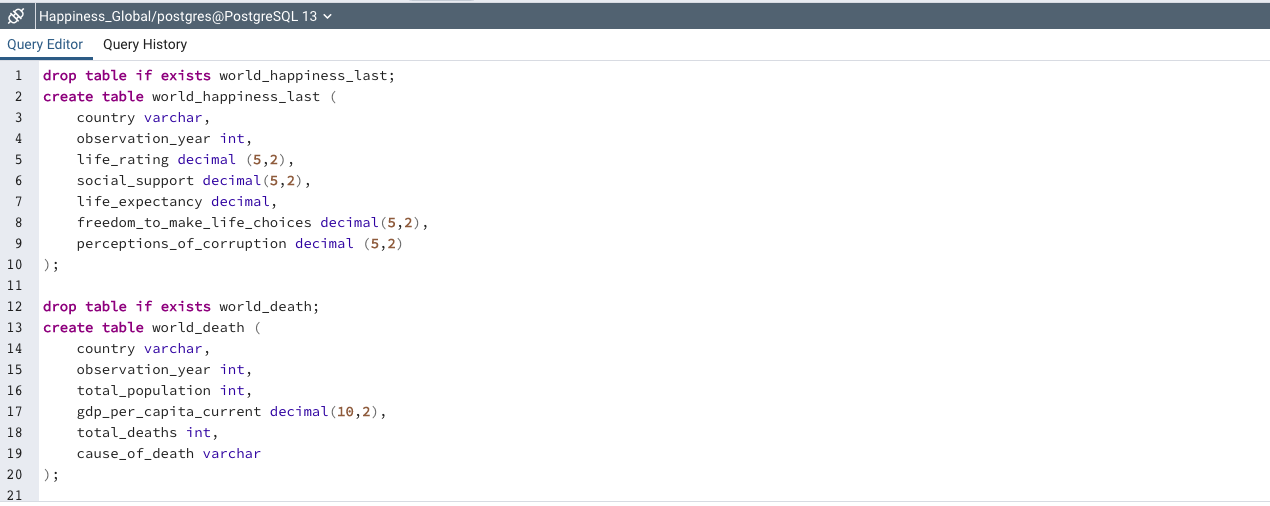 Happiness_Global/postgres@PostgreSQL 13
Query Editor Query History
1 drop table if exists world_happiness_last;
2 create table world_happiness_last (
3 country varchar,
4 observation_year int,
5 life_rating decimal (5,2),
6 social_support decimal(5,2),
7 life_expectancy decimal,
8 freedom_to_make_life_choices decimal(5,2),
9 perceptions_of_corruption decimal (5,2)
10 );
11
12 drop table if exists world_death;
13 create table world_death (
14 country varchar,
15 observation_year int,
16 total_population int,
17 gdp_per_capita_current decimal(10,2),
18 total_deaths int,
19 cause_of_death varchar
20 );
21